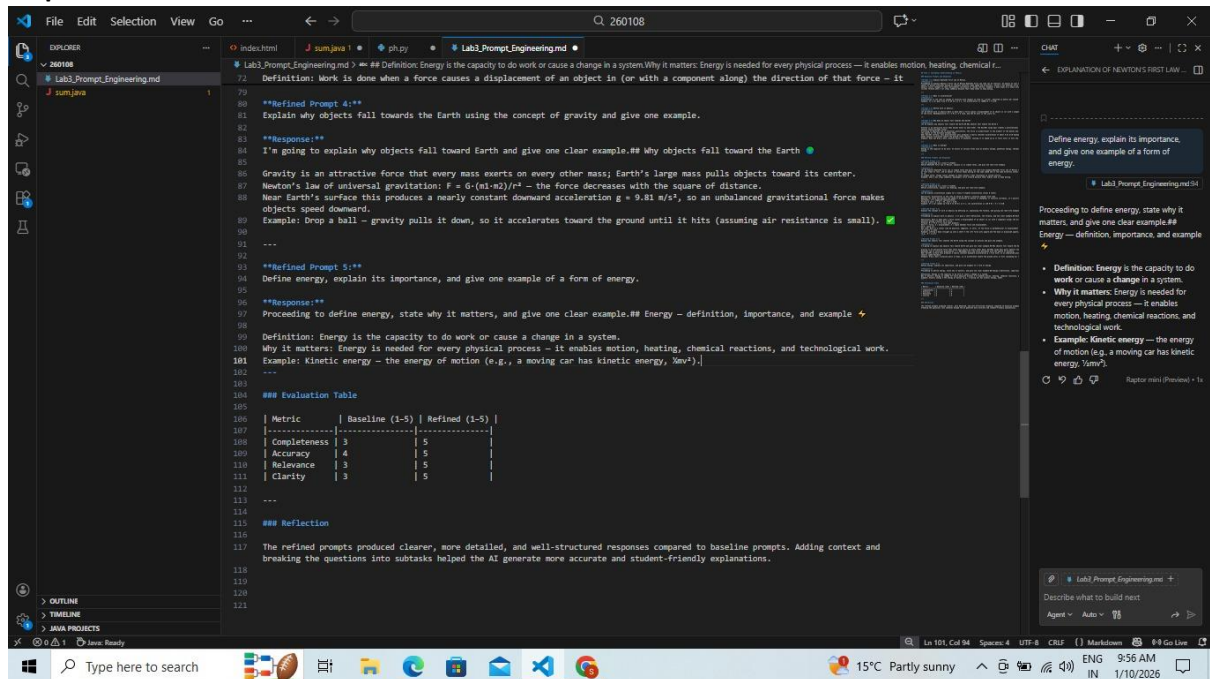 File Edit Selection View Go ... 260108
EXPLORER
260108
Lab3_Prompt_Engineering.md
sum.java 1
OUTLINE
TIMELINE
JAVA PROJECTS
index.html sum.java 1 ph.py Lab3_Prompt_Engineering.md
Lab3_Prompt_Engineering.md > ## Definition: Energy is the capacity to do work or cause a change in a system.Why it matters: Energy is needed for every physical process — it enables motion, heating, chemical r...
72 Definition: Work is done when a force causes a displacement of an object in (or with a component along) the direction of that force — it
79
80 **Refined Prompt 4:**
81 Explain why objects fall towards the Earth using the concept of gravity and give one example.
82
83 **Response:**
84 I'm going to explain why objects fall toward Earth and give one clear example.## Why objects fall toward the Earth 🌍
85
86 Gravity is an attractive force that every mass exerts on every other mass; Earth's large mass pulls objects toward its center.
87 Newton's law of universal gravitation: F = G·(m1·m2)/r² — the force decreases with the square of distance.
88 Near Earth's surface this produces a nearly constant downward acceleration g ≈ 9.81 m/s², so an unbalanced gravitational force makes
objects speed downward.
89 Example: Drop a ball — gravity pulls it down, so it accelerates toward the ground until it hits (assuming air resistance is small). ✅
90
91 ---
92
93 **Refined Prompt 5:**
94 Define energy, explain its importance, and give one example of a form of energy.
95
96 **Response:**
97 Proceeding to define energy, state why it matters, and give one clear example.## Energy — definition, importance, and example ⚡
98
99 Definition: Energy is the capacity to do work or cause a change in a system.
100 Why it matters: Energy is needed for every physical process — it enables motion, heating, chemical reactions, and technological work.
101 Example: Kinetic energy — the energy of motion (e.g., a moving car has kinetic energy, ½mv²).
102 ---
103
104 ### Evaluation Table
105
106 | Metric | Baseline (1-5) | Refined (1-5) |
107 |--------------|----------------|---------------|
108 | Completeness | 3 | 5 |
109 | Accuracy | 4 | 5 |
110 | Relevance | 3 | 5 |
111 | Clarity | 3 | 5 |
112
113 ---
114
115 ### Reflection
116
117 The refined prompts produced clearer, more detailed, and well-structured responses compared to baseline prompts. Adding context and
breaking the questions into subtasks helped the AI generate more accurate and student-friendly explanations.
118
119
120
121
CHAT
EXPLANATION OF NEWTON'S FIRST LAW ...
Define energy, explain its importance,
and give one example of a form of
energy.
Lab3_Prompt_Engineering.md:94
Proceeding to define energy, state why it
matters, and give one clear example.##
Energy — definition, importance, and example
⚡
• Definition: Energy is the capacity to do
work or cause a change in a system.
• Why it matters: Energy is needed for
every physical process — it enables
motion, heating, chemical reactions, and
technological work.
• Example: Kinetic energy — the energy
of motion (e.g., a moving car has kinetic
energy, ½mv²).
Raptor mini (Preview) • 1x
Lab3_Prompt_Engineering.md +
Describe what to build next
Agent Auto
0 1 Java: Ready Ln 101, Col 94 Spaces: 4 UTF-8 CRLF {} Markdown Go Live
Type here to search 15°C Partly sunny ENG 9:56 AM
IN 1/10/2026